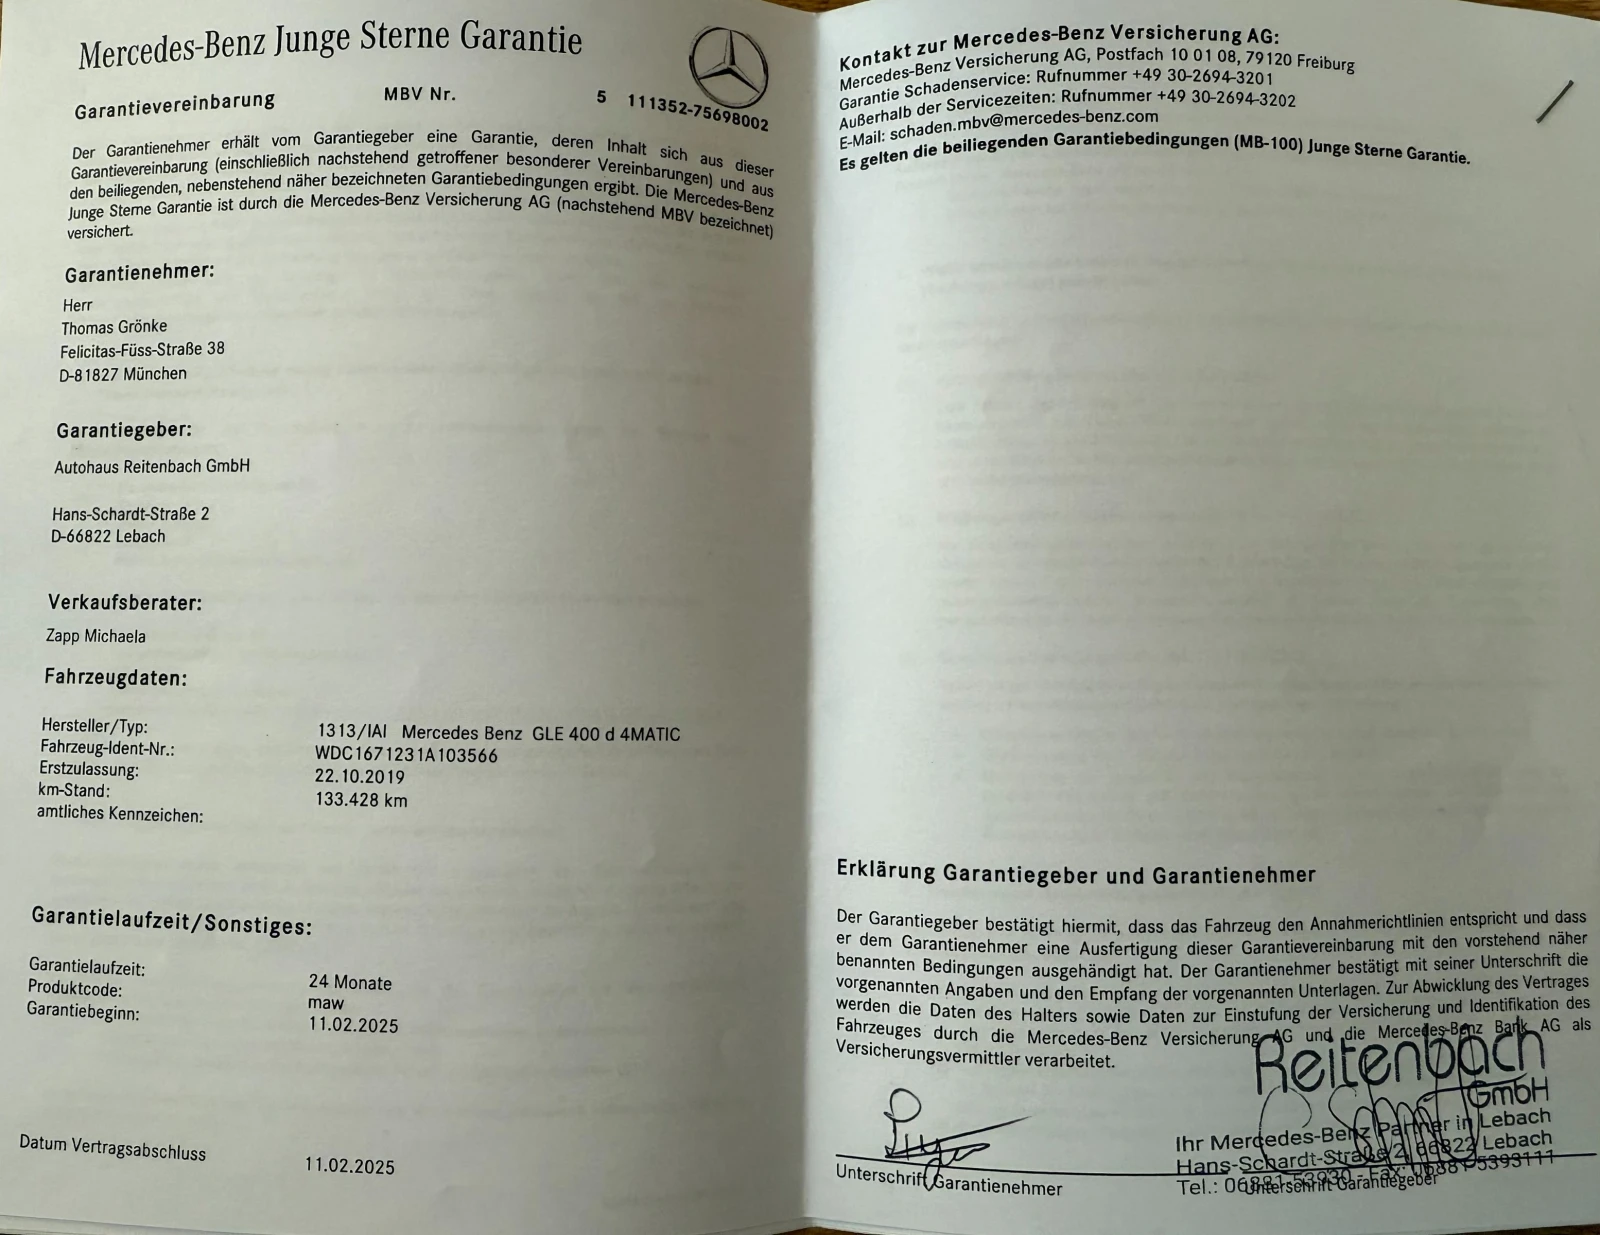 Mercedes-Benz Junge Sterne Garantie
Garantievereinbarung MBV Nr. 5 111352-75698002
Der Garantienehmer erhält vom Garantiegeber eine Garantie, deren Inhalt sich aus dieser
Garantievereinbarung (einschließlich nachstehend getroffener besonderer Vereinbarungen) und aus
den beiliegenden, nebenstehend näher bezeichneten Garantiebedingungen ergibt. Die Mercedes-Benz
Junge Sterne Garantie ist durch die Mercedes-Benz Versicherung AG (nachstehend MBV bezeichnet)
versichert.
Garantienehmer:
Herr
Thomas Grönke
Felicitas-Füss-Straße 38
D-81827 München
Garantiegeber:
Autohaus Reitenbach GmbH
Hans-Schardt-Straße 2
D-66822 Lebach
Verkaufsberater:
Zapp Michaela
Fahrzeugdaten:
Hersteller/Typ: 1313/IAI Mercedes Benz GLE 400 d 4MATIC
Fahrzeug-Ident-Nr.: WDC1671231A103566
Erstzulassung: 22.10.2019
km-Stand: 133.428 km
amtliches Kennzeichen:
Garantielaufzeit/Sonstiges:
Garantielaufzeit: 24 Monate
Produktcode: maw
Garantiebeginn: 11.02.2025
Datum Vertragsabschluss 11.02.2025
Kontakt zur Mercedes-Benz Versicherung AG:
Mercedes-Benz Versicherung AG, Postfach 10 01 08, 79120 Freiburg
Garantie Schadenservice: Rufnummer +49 30-2694-3201
Außerhalb der Servicezeiten: Rufnummer +49 30-2694-3202
E-Mail: schaden.mbv@mercedes-benz.com
Es gelten die beiliegenden Garantiebedingungen (MB-100) Junge Sterne Garantie.
Erklärung Garantiegeber und Garantienehmer
Der Garantiegeber bestätigt hiermit, dass das Fahrzeug den Annahmerichtlinien entspricht und dass
er dem Garantienehmer eine Ausfertigung dieser Garantievereinbarung mit den vorstehend näher
benannten Bedingungen ausgehändigt hat. Der Garantienehmer bestätigt mit seiner Unterschrift die
vorgenannten Angaben und den Empfang der vorgenannten Unterlagen. Zur Abwicklung des Vertrages
werden die Daten des Halters sowie Daten zur Einstufung der Versicherung und Identifikation des
Fahrzeuges durch die Mercedes-Benz Versicherung AG und die Mercedes-Benz Bank AG als
Versicherungsvermittler verarbeitet.
Reitenbach
GmbH
Ihr Mercedes-Benz Partner in Lebach
Hans-Schardt-Straße 2, 66822 Lebach
Tel.: 06881-53930 - Fax: 06881-5393111
Unterschrift Garantienehmer Unterschrift Garantiegeber